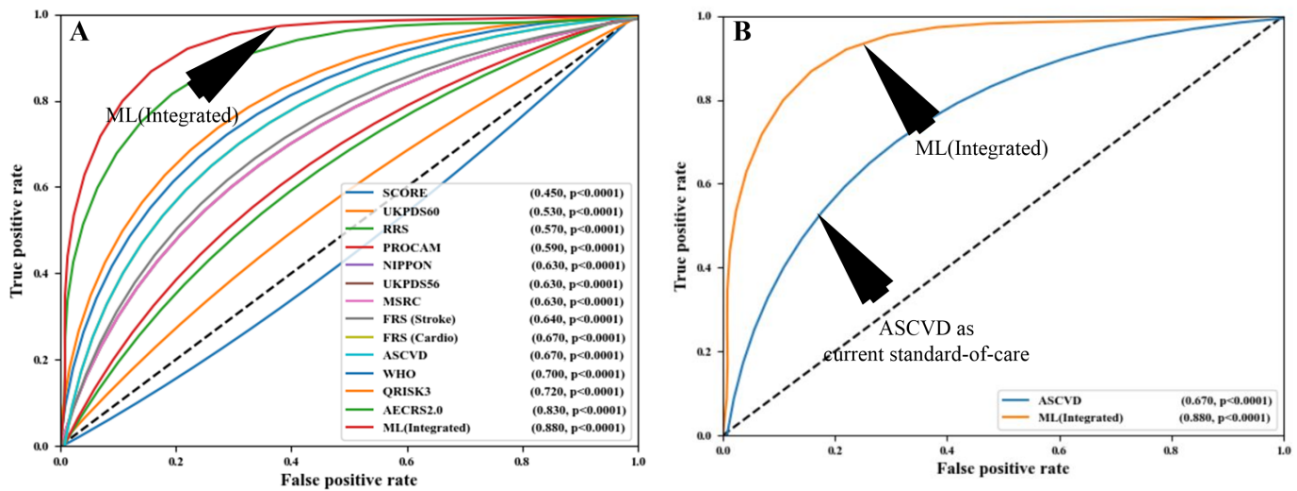 A
ML(Integrated)
True positive rate
1.0
0.8
0.6
0.4
0.2
0.0
SCORE (0.450, p<0.0001)
UKPDS60 (0.530, p<0.0001)
RRS (0.570, p<0.0001)
PROCAM (0.590, p<0.0001)
NIPPON (0.630, p<0.0001)
UKPDS56 (0.630, p<0.0001)
MSRC (0.630, p<0.0001)
FRS (Stroke) (0.640, p<0.0001)
FRS (Cardio) (0.670, p<0.0001)
ASCVD (0.670, p<0.0001)
WHO (0.700, p<0.0001)
QRISK3 (0.720, p<0.0001)
AECRS2.0 (0.830, p<0.0001)
ML(Integrated) (0.880, p<0.0001)
0.0 0.2 0.4 0.6 0.8 1.0
False positive rate
B
ML(Integrated)
True positive rate
1.0
0.8
0.6
0.4
0.2
0.0
ASCVD as
current standard-of-care
ASCVD (0.670, p<0.0001)
ML(Integrated) (0.880, p<0.0001)
0.0 0.2 0.4 0.6 0.8 1.0
False positive rate